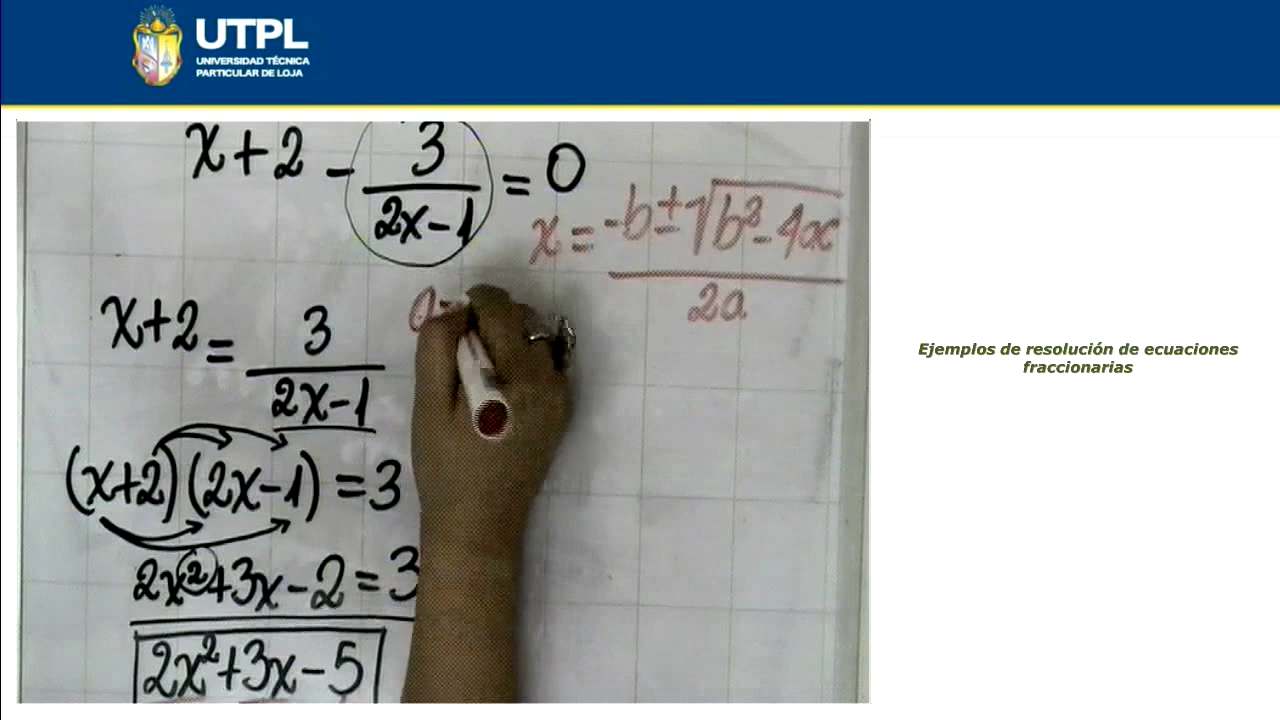 UTPL
UNIVERSIDAD TÉCNICA
PARTICULAR DE LOJA
x+2 - 3/(2x-1) = 0
x = -b±√b²-4ac
2a
x+2 = 3/(2x-1)
a=
(x+2)(2x-1) = 3
2x²+3x-2=3
2x²+3x-5
Ejemplos de resolución de ecuaciones
fraccionarias